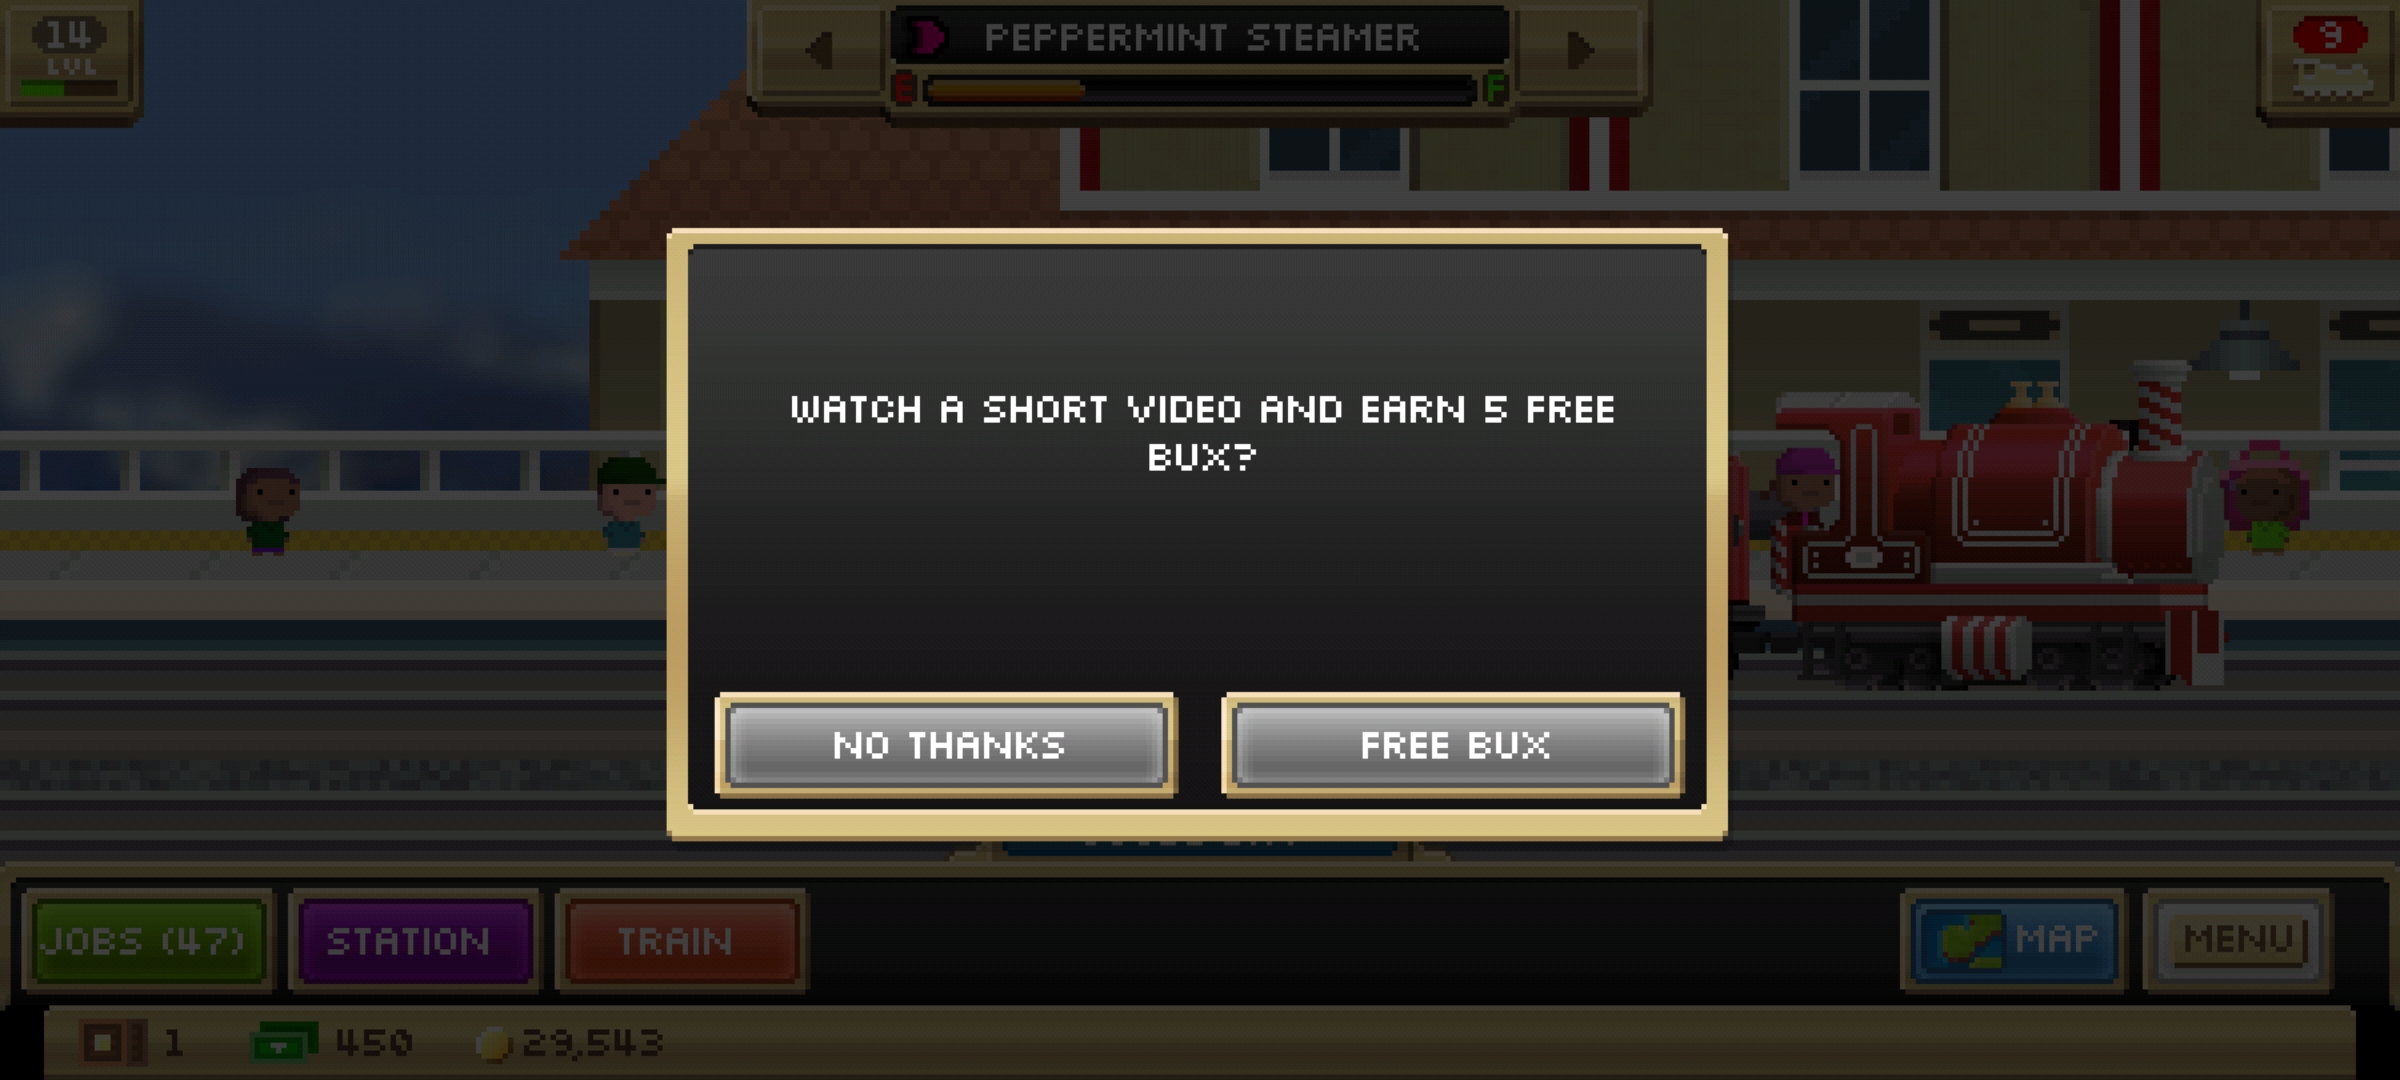 14
LVL
PEPPERMINT STEAMER
E
F
9
WATCH A SHORT VIDEO AND EARN 5 FREE
BUX?
NO THANKS
FREE BUX
JOBS (47)
STATION
TRAIN
MAP
MENU
1
450
29,543